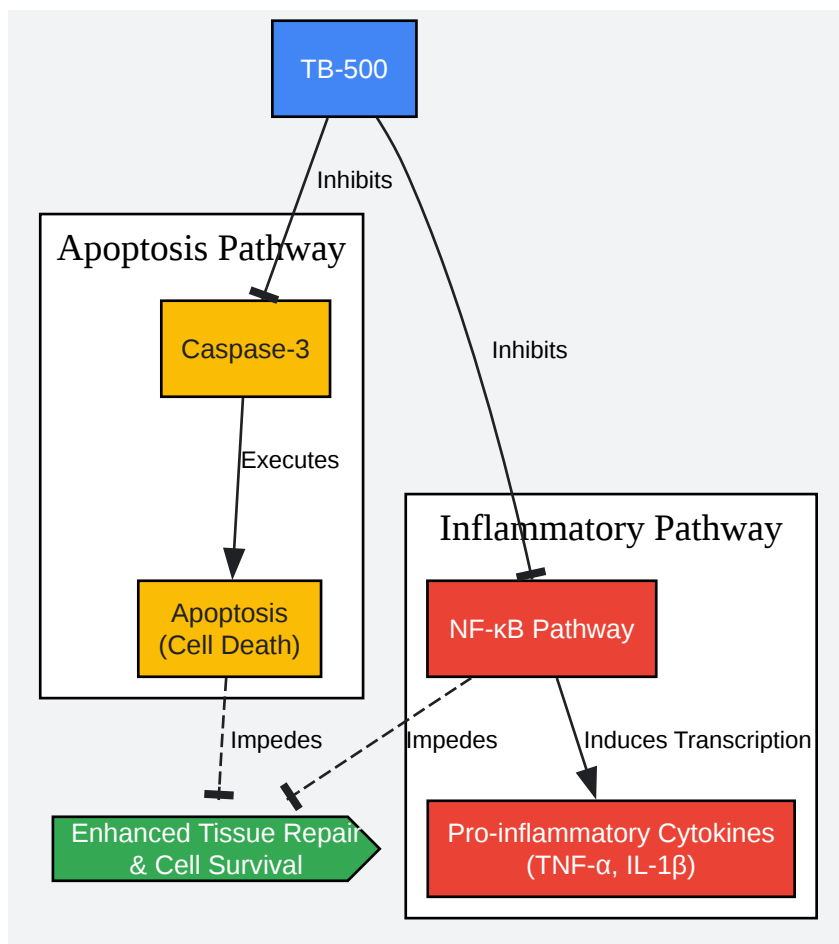 TB-500
Inhibits
Apoptosis Pathway
Caspase-3
Inhibits
Executes
Inflammatory Pathway
Apoptosis
(Cell Death)
NF-κB Pathway
Impedes
Impedes
Induces Transcription
Enhanced Tissue Repair
& Cell Survival
Pro-inflammatory Cytokines
(TNF-α, IL-1β)